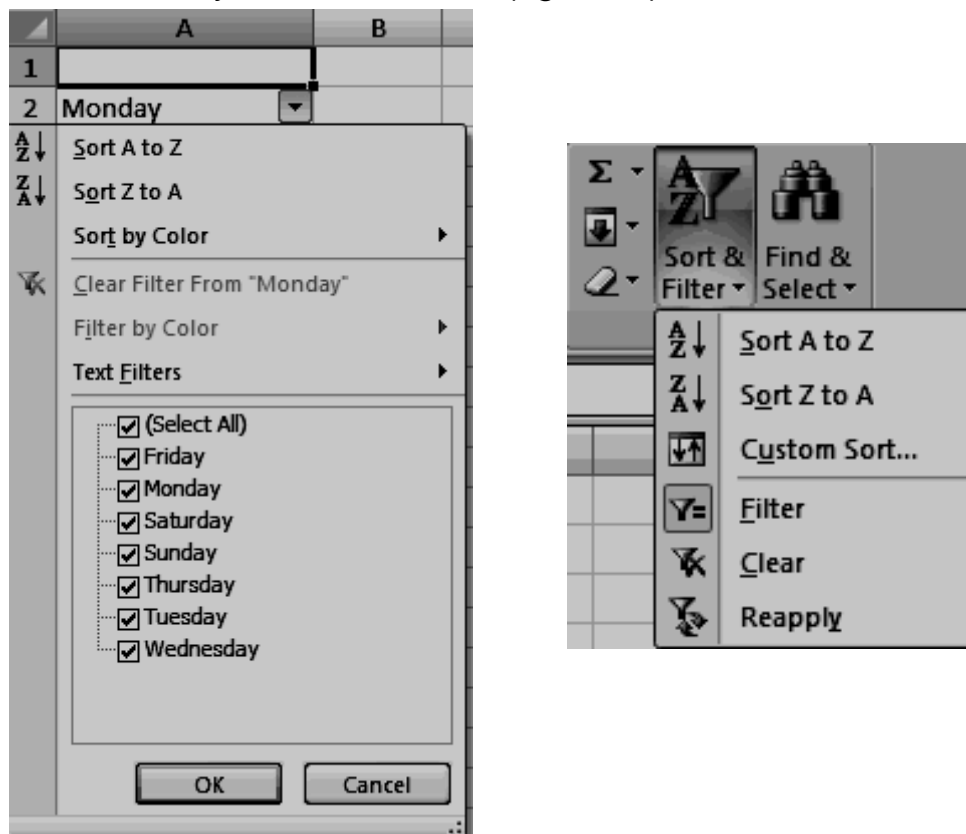 A B
1
2 Monday
Sort A to Z
Sort Z to A
Sort by Color
Clear Filter From "Monday"
Filter by Color
Text Filters
(Select All)
Friday
Monday
Saturday
Sunday
Thursday
Tuesday
Wednesday
OK Cancel
Σ
Sort & Find &
Filter Select
Sort A to Z
Sort Z to A
Custom Sort...
Filter
Clear
Reapply